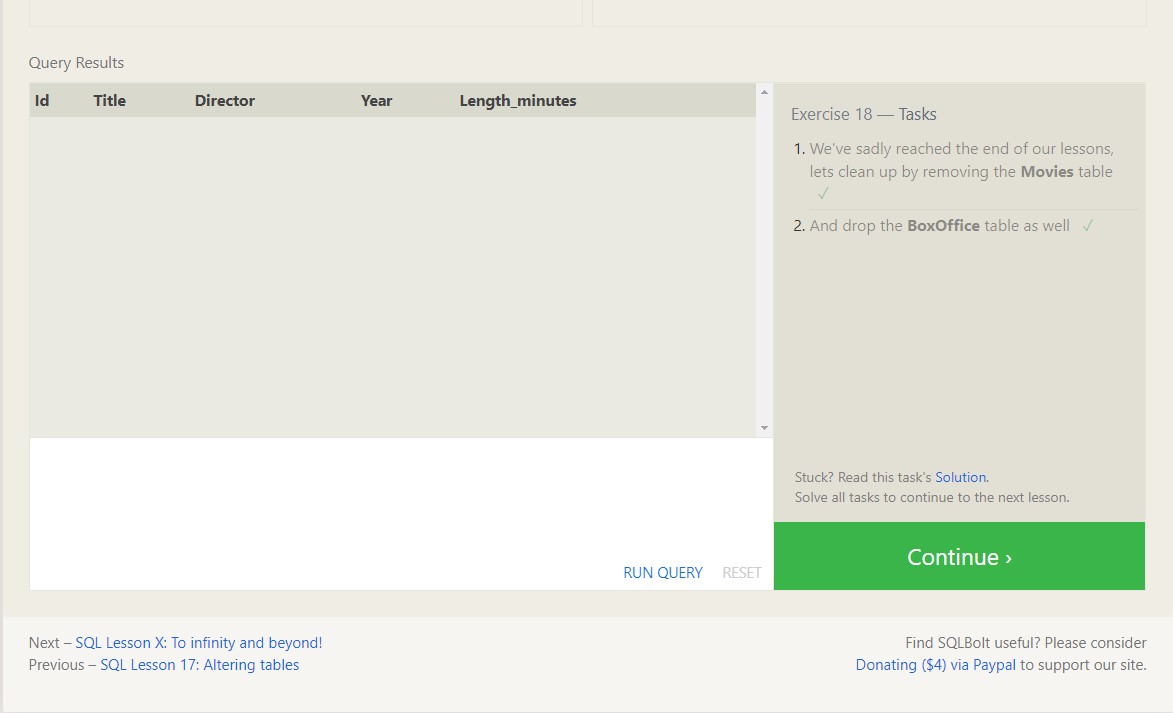 Query Results
Id Title Director Year Length_minutes
Exercise 18 — Tasks
1. We've sadly reached the end of our lessons,
lets clean up by removing the Movies table
✓
2. And drop the BoxOffice table as well ✓
Stuck? Read this task's Solution.
Solve all tasks to continue to the next lesson.
RUN QUERY RESET
Continue ›
Next – SQL Lesson X: To infinity and beyond!
Previous – SQL Lesson 17: Altering tables
Find SQLBolt useful? Please consider
Donating ($4) via Paypal to support our site.